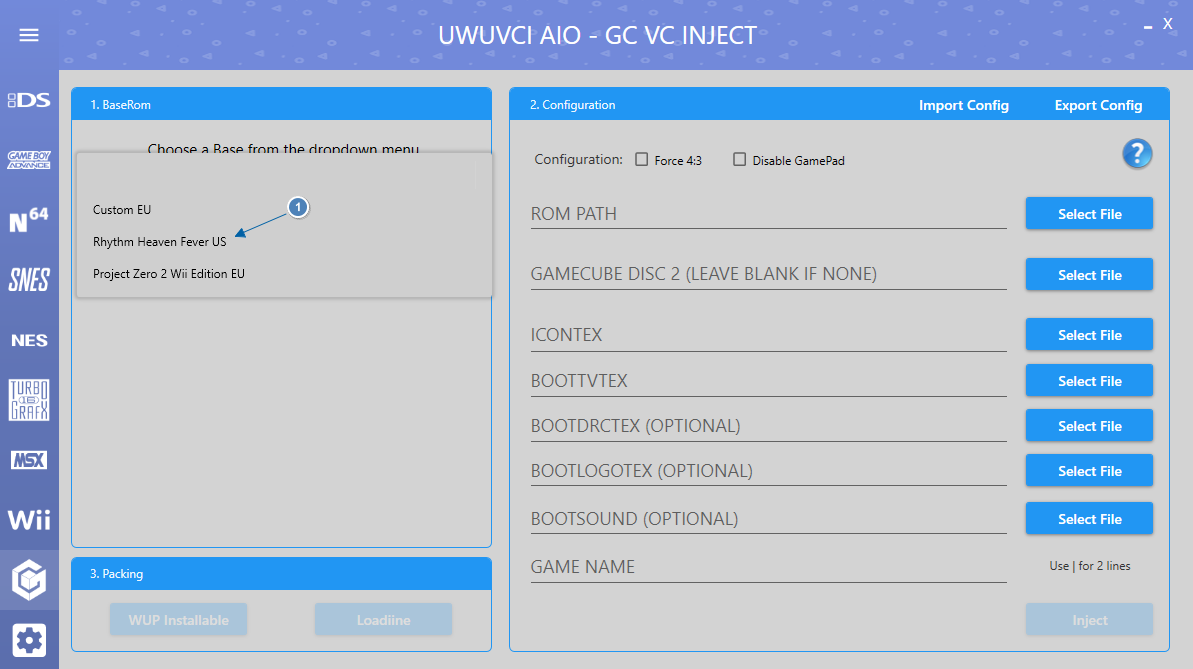 UWUVCI AIO - GC VC INJECT
X
DS
GAME BOY ADVANCE
N64
SNES
NES
TURBO 16 GRAFX
MSX
Wii
1. BaseRom
Choose a Base from the dropdown menu
Custom EU
1
Rhythm Heaven Fever US
Project Zero 2 Wii Edition EU
3. Packing
WUP Installable
Loadiine
2. Configuration
Import Config
Export Config
Configuration:
Force 4:3
Disable GamePad
?
ROM PATH
Select File
GAMECUBE DISC 2 (LEAVE BLANK IF NONE)
Select File
ICONTEX
Select File
BOOTTVTEX
Select File
BOOTDRCTEX (OPTIONAL)
Select File
BOOTLOGOTEX (OPTIONAL)
Select File
BOOTSOUND (OPTIONAL)
Select File
GAME NAME
Use | for 2 lines
Inject